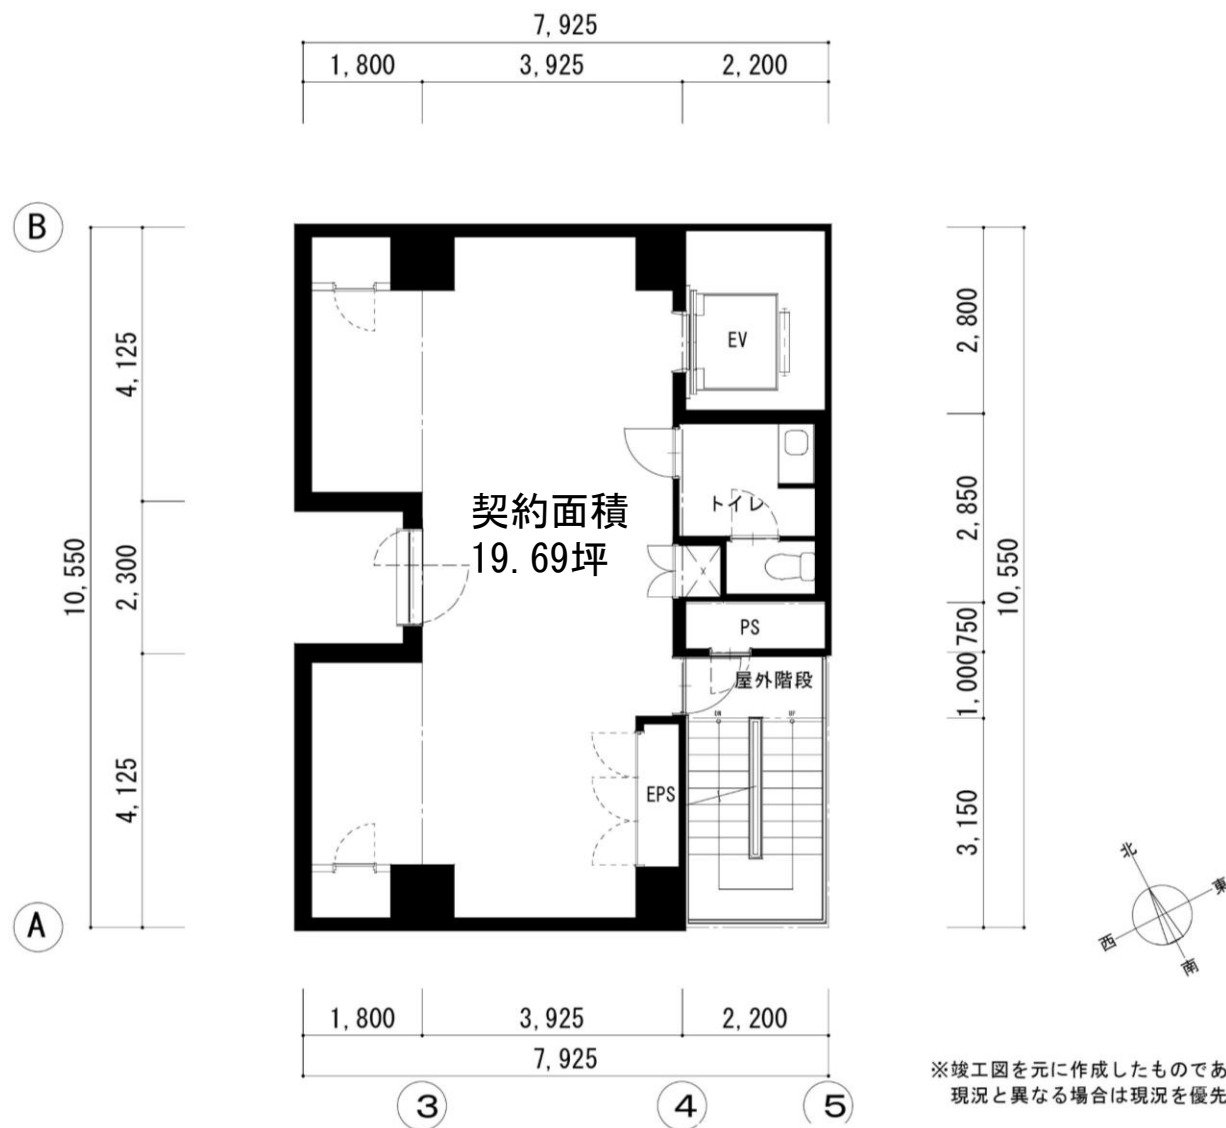 7,925
1,800 3,925 2,200
B
A
10,550
4,125
2,300
4,125
2,800
2,850
750
1,000
3,150
10,550
EV
契約面積
19.69坪
トイレ
PS
屋外階段
DN UP
EPS
北
東
西
南
1,800 3,925 2,200
7,925
3 4 5
※竣工図を元に作成したものであ
現況と異なる場合は現況を優先